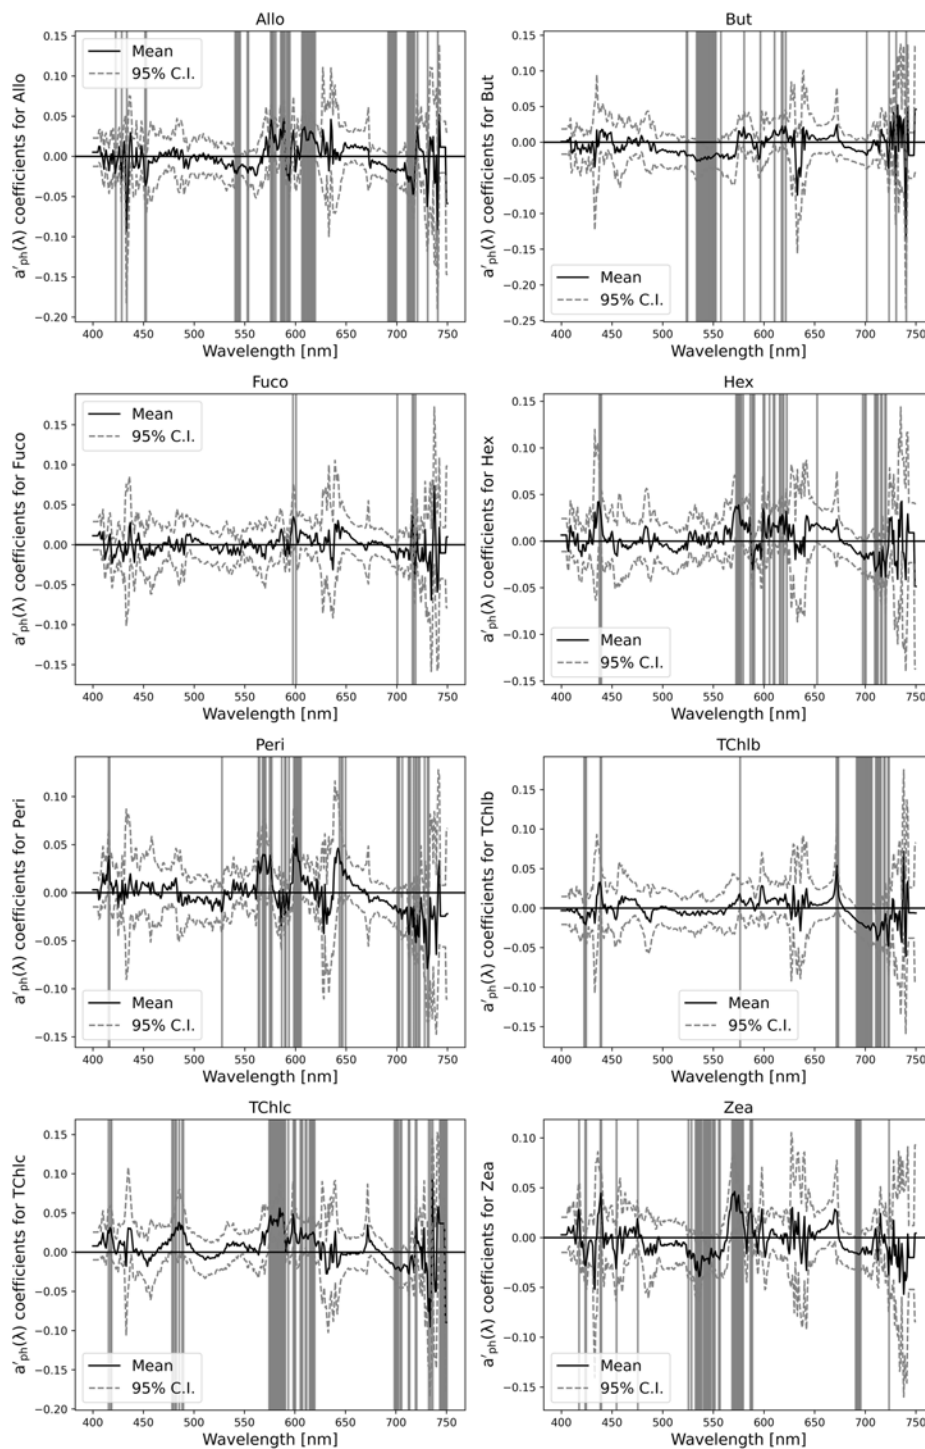 Allo
0.15
0.10
0.05
0.00
−0.05
−0.10
−0.15
−0.20
a′ph(λ) coefficients for Allo
Mean
95% C.I.
400 450 500 550 600 650 700 750
Wavelength [nm]
But
0.15
0.10
0.05
0.00
−0.05
−0.10
−0.15
−0.20
−0.25
a′ph(λ) coefficients for But
Mean
95% C.I.
400 450 500 550 600 650 700 750
Wavelength [nm]
Fuco
0.15
0.10
0.05
0.00
−0.05
−0.10
−0.15
a′ph(λ) coefficients for Fuco
Mean
95% C.I.
400 450 500 550 600 650 700 750
Wavelength [nm]
Hex
0.15
0.10
0.05
0.00
−0.05
−0.10
−0.15
a′ph(λ) coefficients for Hex
Mean
95% C.I.
400 450 500 550 600 650 700 750
Wavelength [nm]
Peri
0.10
0.05
0.00
−0.05
−0.10
−0.15
a′ph(λ) coefficients for Peri
Mean
95% C.I.
400 450 500 550 600 650 700 750
Wavelength [nm]
TChlb
0.15
0.10
0.05
0.00
−0.05
−0.10
−0.15
a′ph(λ) coefficients for TChlb
Mean
95% C.I.
400 450 500 550 600 650 700 750
Wavelength [nm]
TChlc
0.15
0.10
0.05
0.00
−0.05
−0.10
−0.15
−0.20
a′ph(λ) coefficients for TChlc
Mean
95% C.I.
400 450 500 550 600 650 700 750
Wavelength [nm]
Zea
0.10
0.05
0.00
−0.05
−0.10
−0.15
a′ph(λ) coefficients for Zea
Mean
95% C.I.
400 450 500 550 600 650 700 750
Wavelength [nm]